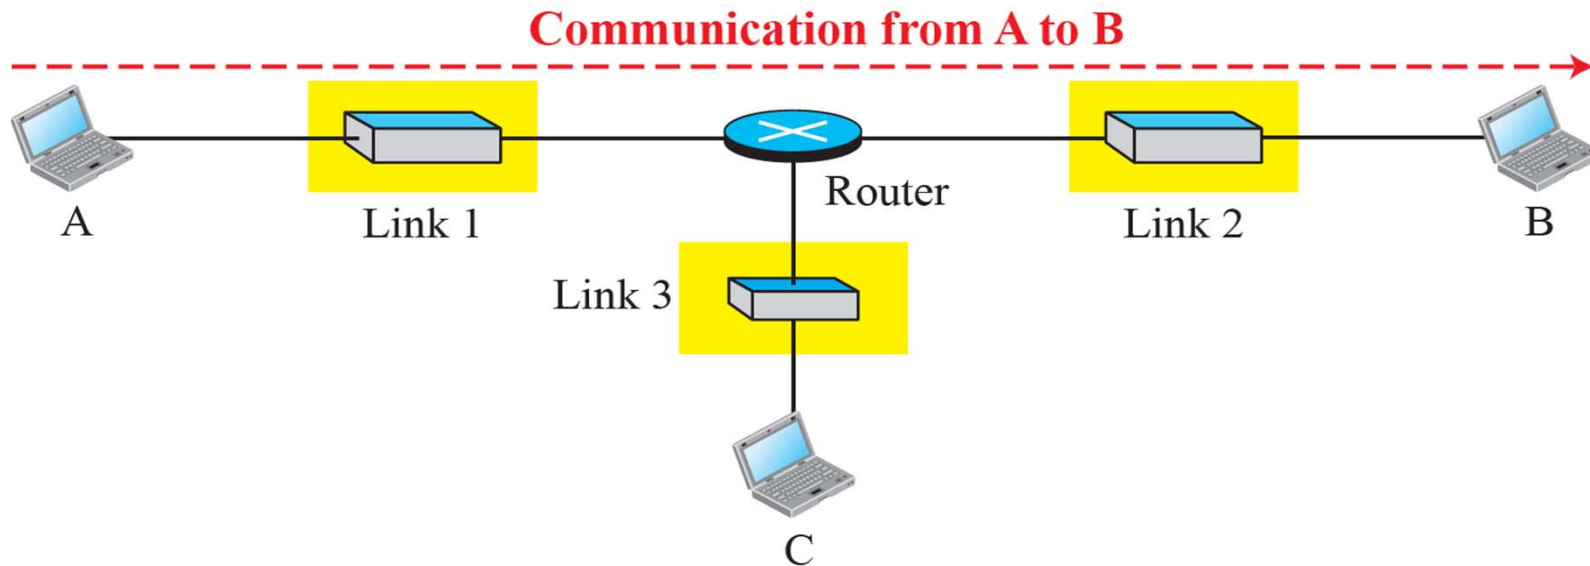 Communication from A to B
A
Link 1
Router
Link 2
B
Link 3
C